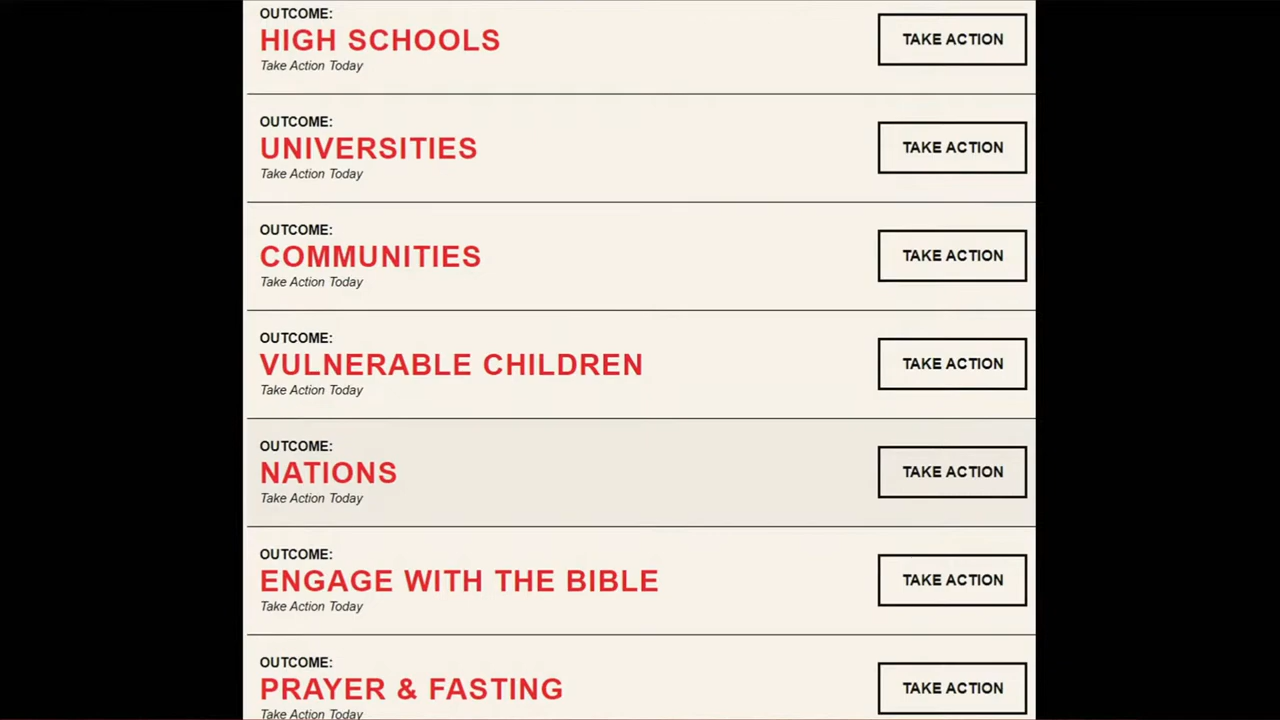 OUTCOME:
HIGH SCHOOLS
Take Action Today
TAKE ACTION
OUTCOME:
UNIVERSITIES
Take Action Today
TAKE ACTION
OUTCOME:
COMMUNITIES
Take Action Today
TAKE ACTION
OUTCOME:
VULNERABLE CHILDREN
Take Action Today
TAKE ACTION
OUTCOME:
NATIONS
Take Action Today
TAKE ACTION
OUTCOME:
ENGAGE WITH THE BIBLE
Take Action Today
TAKE ACTION
OUTCOME:
PRAYER & FASTING
Take Action Today
TAKE ACTION